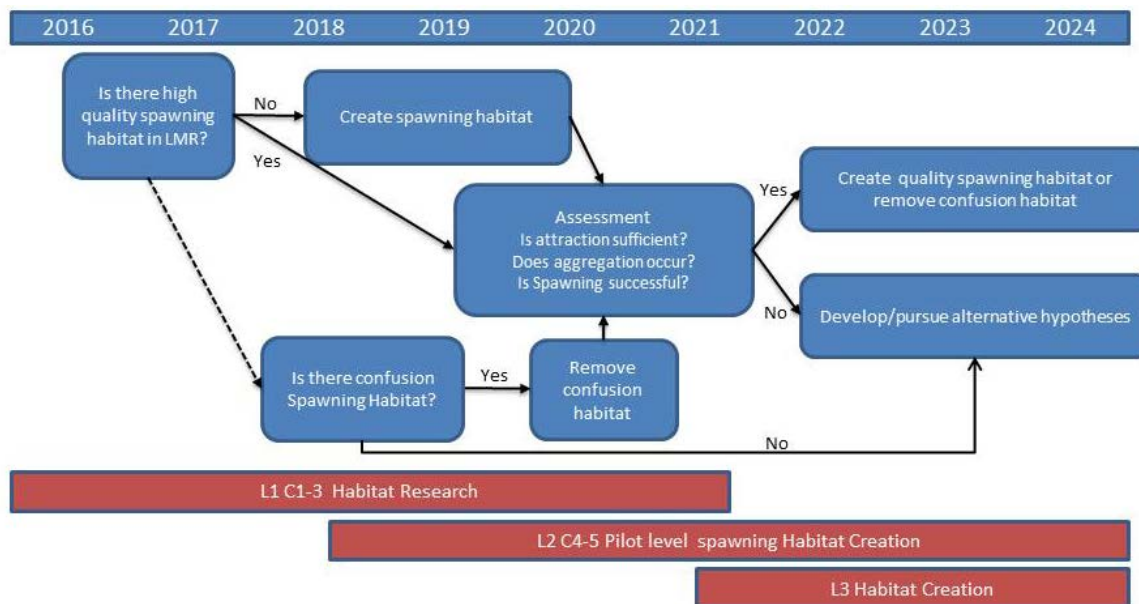 2016 2017 2018 2019 2020 2021 2022 2023 2024
Is there high
quality spawning
habitat in LMR?
No
Yes
Create spawning habitat
Assessment
Is attraction sufficient?
Does aggregation occur?
Is Spawning successful?
Yes
No
Create quality spawning habitat or
remove confusion habitat
Develop/pursue alternative hypotheses
Is there confusion
Spawning Habitat?
Yes
Remove
confusion
habitat
No
L1 C1-3 Habitat Research
L2 C4-5 Pilot level spawning Habitat Creation
L3 Habitat Creation